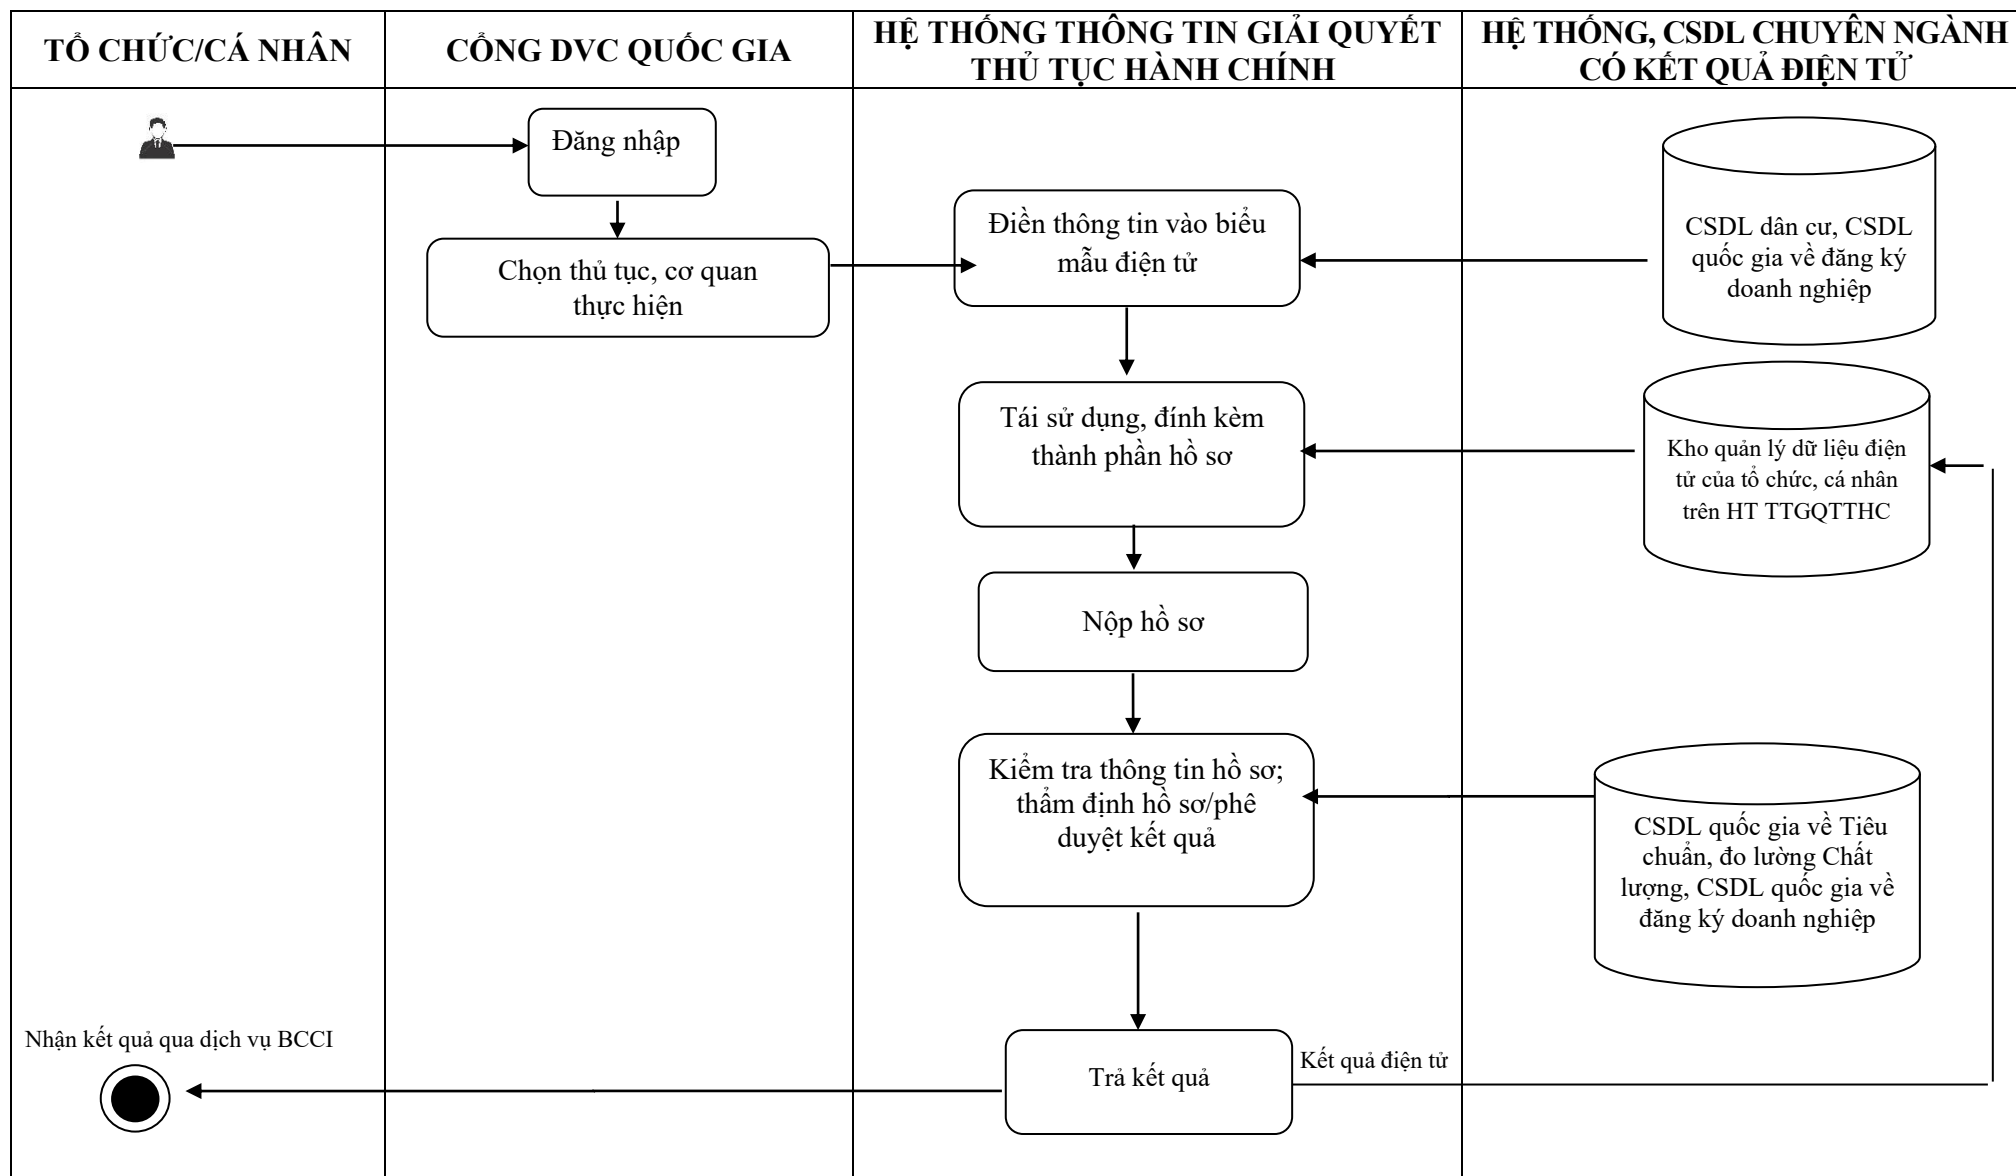 TỔ CHỨC/CÁ NHÂN
CỔNG DVC QUỐC GIA
HỆ THỐNG THÔNG TIN GIẢI QUYẾT
THỦ TỤC HÀNH CHÍNH
HỆ THỐNG, CSDL CHUYÊN NGÀNH
CÓ KẾT QUẢ ĐIỆN TỬ
Đăng nhập
Chọn thủ tục, cơ quan
thực hiện
Điền thông tin vào biểu
mẫu điện tử
CSDL dân cư, CSDL
quốc gia về đăng ký
doanh nghiệp
Tái sử dụng, đính kèm
thành phần hồ sơ
Kho quản lý dữ liệu điện
tử của tổ chức, cá nhân
trên HT TTGQTTHC
Nộp hồ sơ
Kiểm tra thông tin hồ sơ;
thẩm định hồ sơ/phê
duyệt kết quả
CSDL quốc gia về Tiêu
chuẩn, đo lường Chất
lượng, CSDL quốc gia về
đăng ký doanh nghiệp
Nhận kết quả qua dịch vụ BCCI
Trả kết quả
Kết quả điện tử